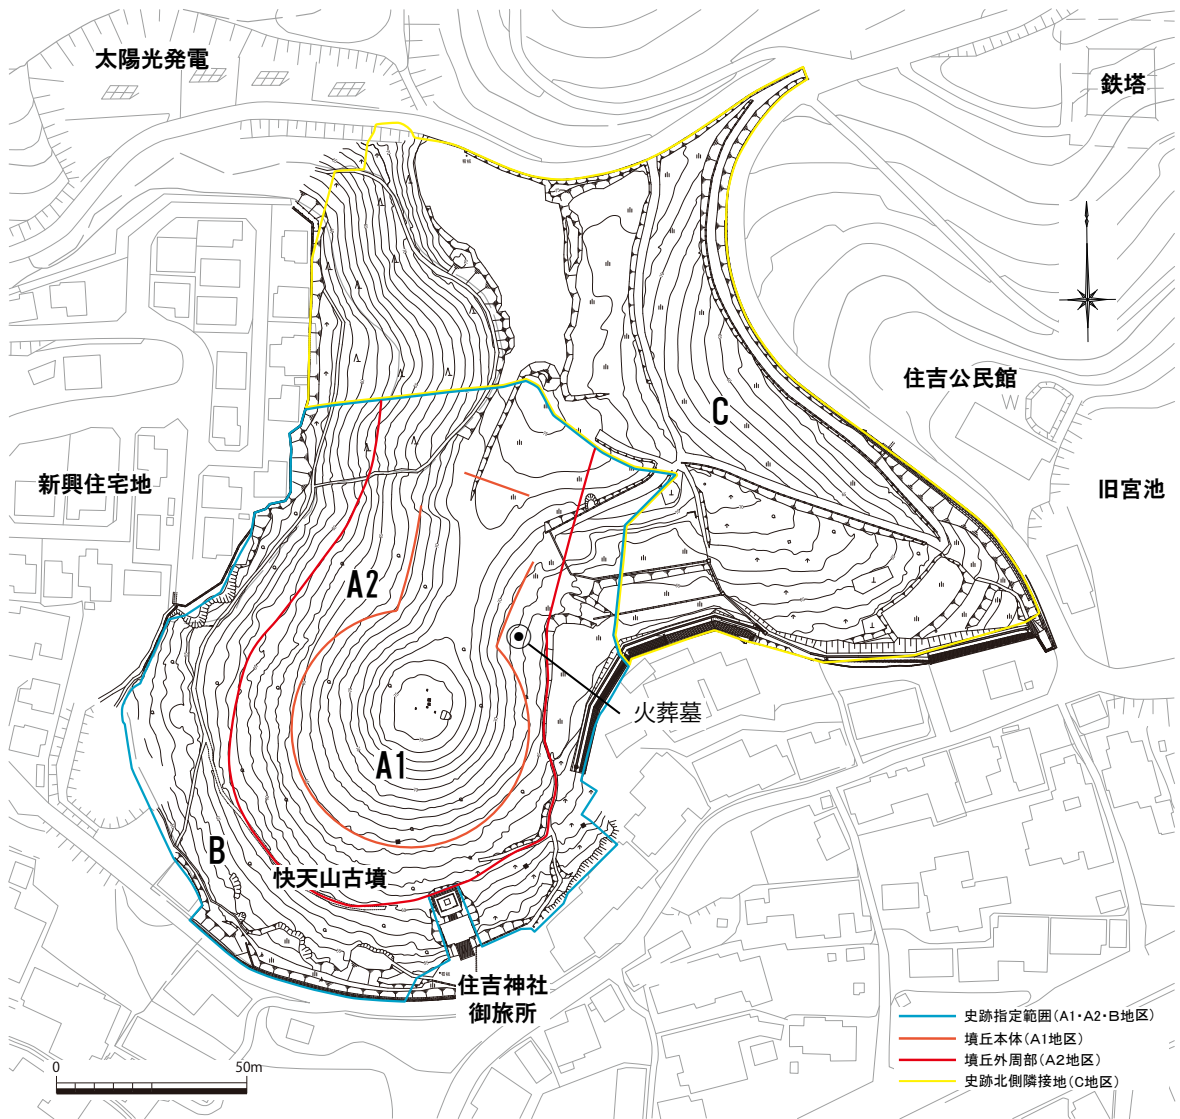 太陽光発電
鉄塔
住吉公民館
C
新興住宅地
旧宮池
A2
火葬墓
A1
B
快天山古墳
住吉神社
御旅所
史跡指定範囲(A1・A2・B地区)
墳丘本体(A1地区)
墳丘外周部(A2地区)
史跡北側隣接地(C地区)
0 50m